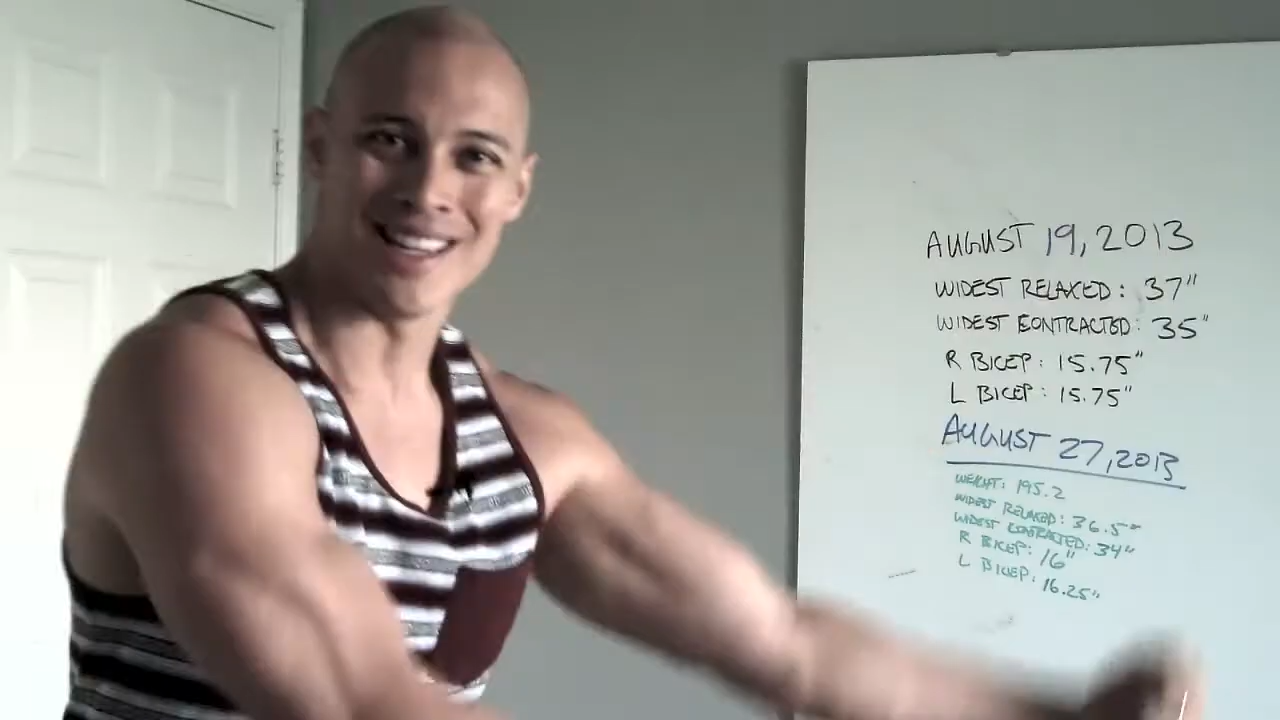 AUGUST 19, 2013
WIDEST RELAXED: 37"
WIDEST CONTRACTED: 35"
R BICEP: 15.75"
L BICEP: 15.75"
AUGUST 27, 2013
WEIGHT: 195.2
WIDEST RELAXED: 36.5"
WIDEST CONTRACTED: 34"
R BICEP: 16"
L BICEP: 16.25"